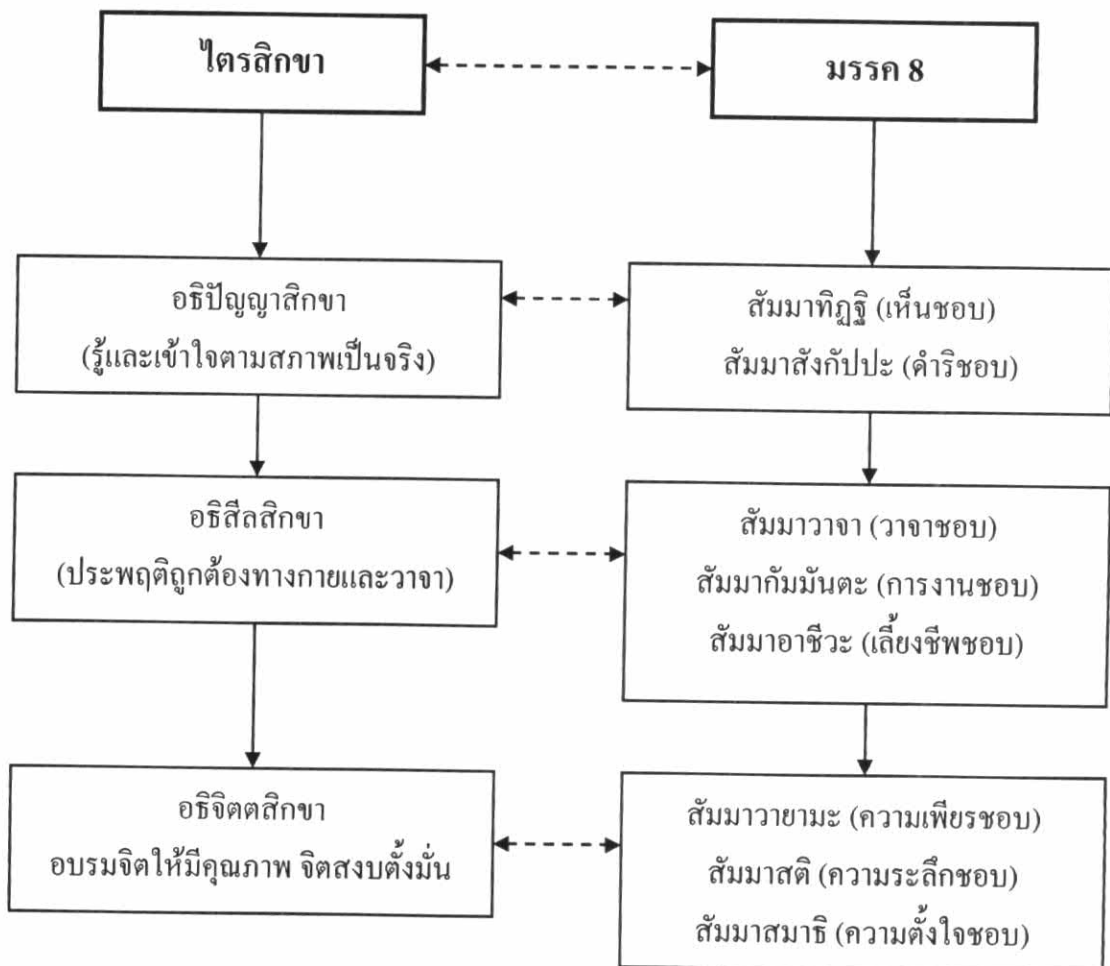 ไตรสิกขา
มรรค 8
อธิปัญญาสิกขา
(รู้และเข้าใจตามสภาพเป็นจริง)
สัมมาทิฏฐิ (เห็นชอบ)
สัมมาสังกัปปะ (ดำริชอบ)
อธิสีลสิกขา
(ประพฤติถูกต้องทางกายและวาจา)
สัมมาวาจา (วาจาชอบ)
สัมมากัมมันตะ (การงานชอบ)
สัมมาอาชีวะ (เลี้ยงชีพชอบ)
อธิจิตตสิกขา
อบรมจิตให้มีคุณภาพ จิตสงบตั้งมั่น
สัมมาวายามะ (ความเพียรชอบ)
สัมมาสติ (ความระลึกชอบ)
สัมมาสมาธิ (ความตั้งใจชอบ)